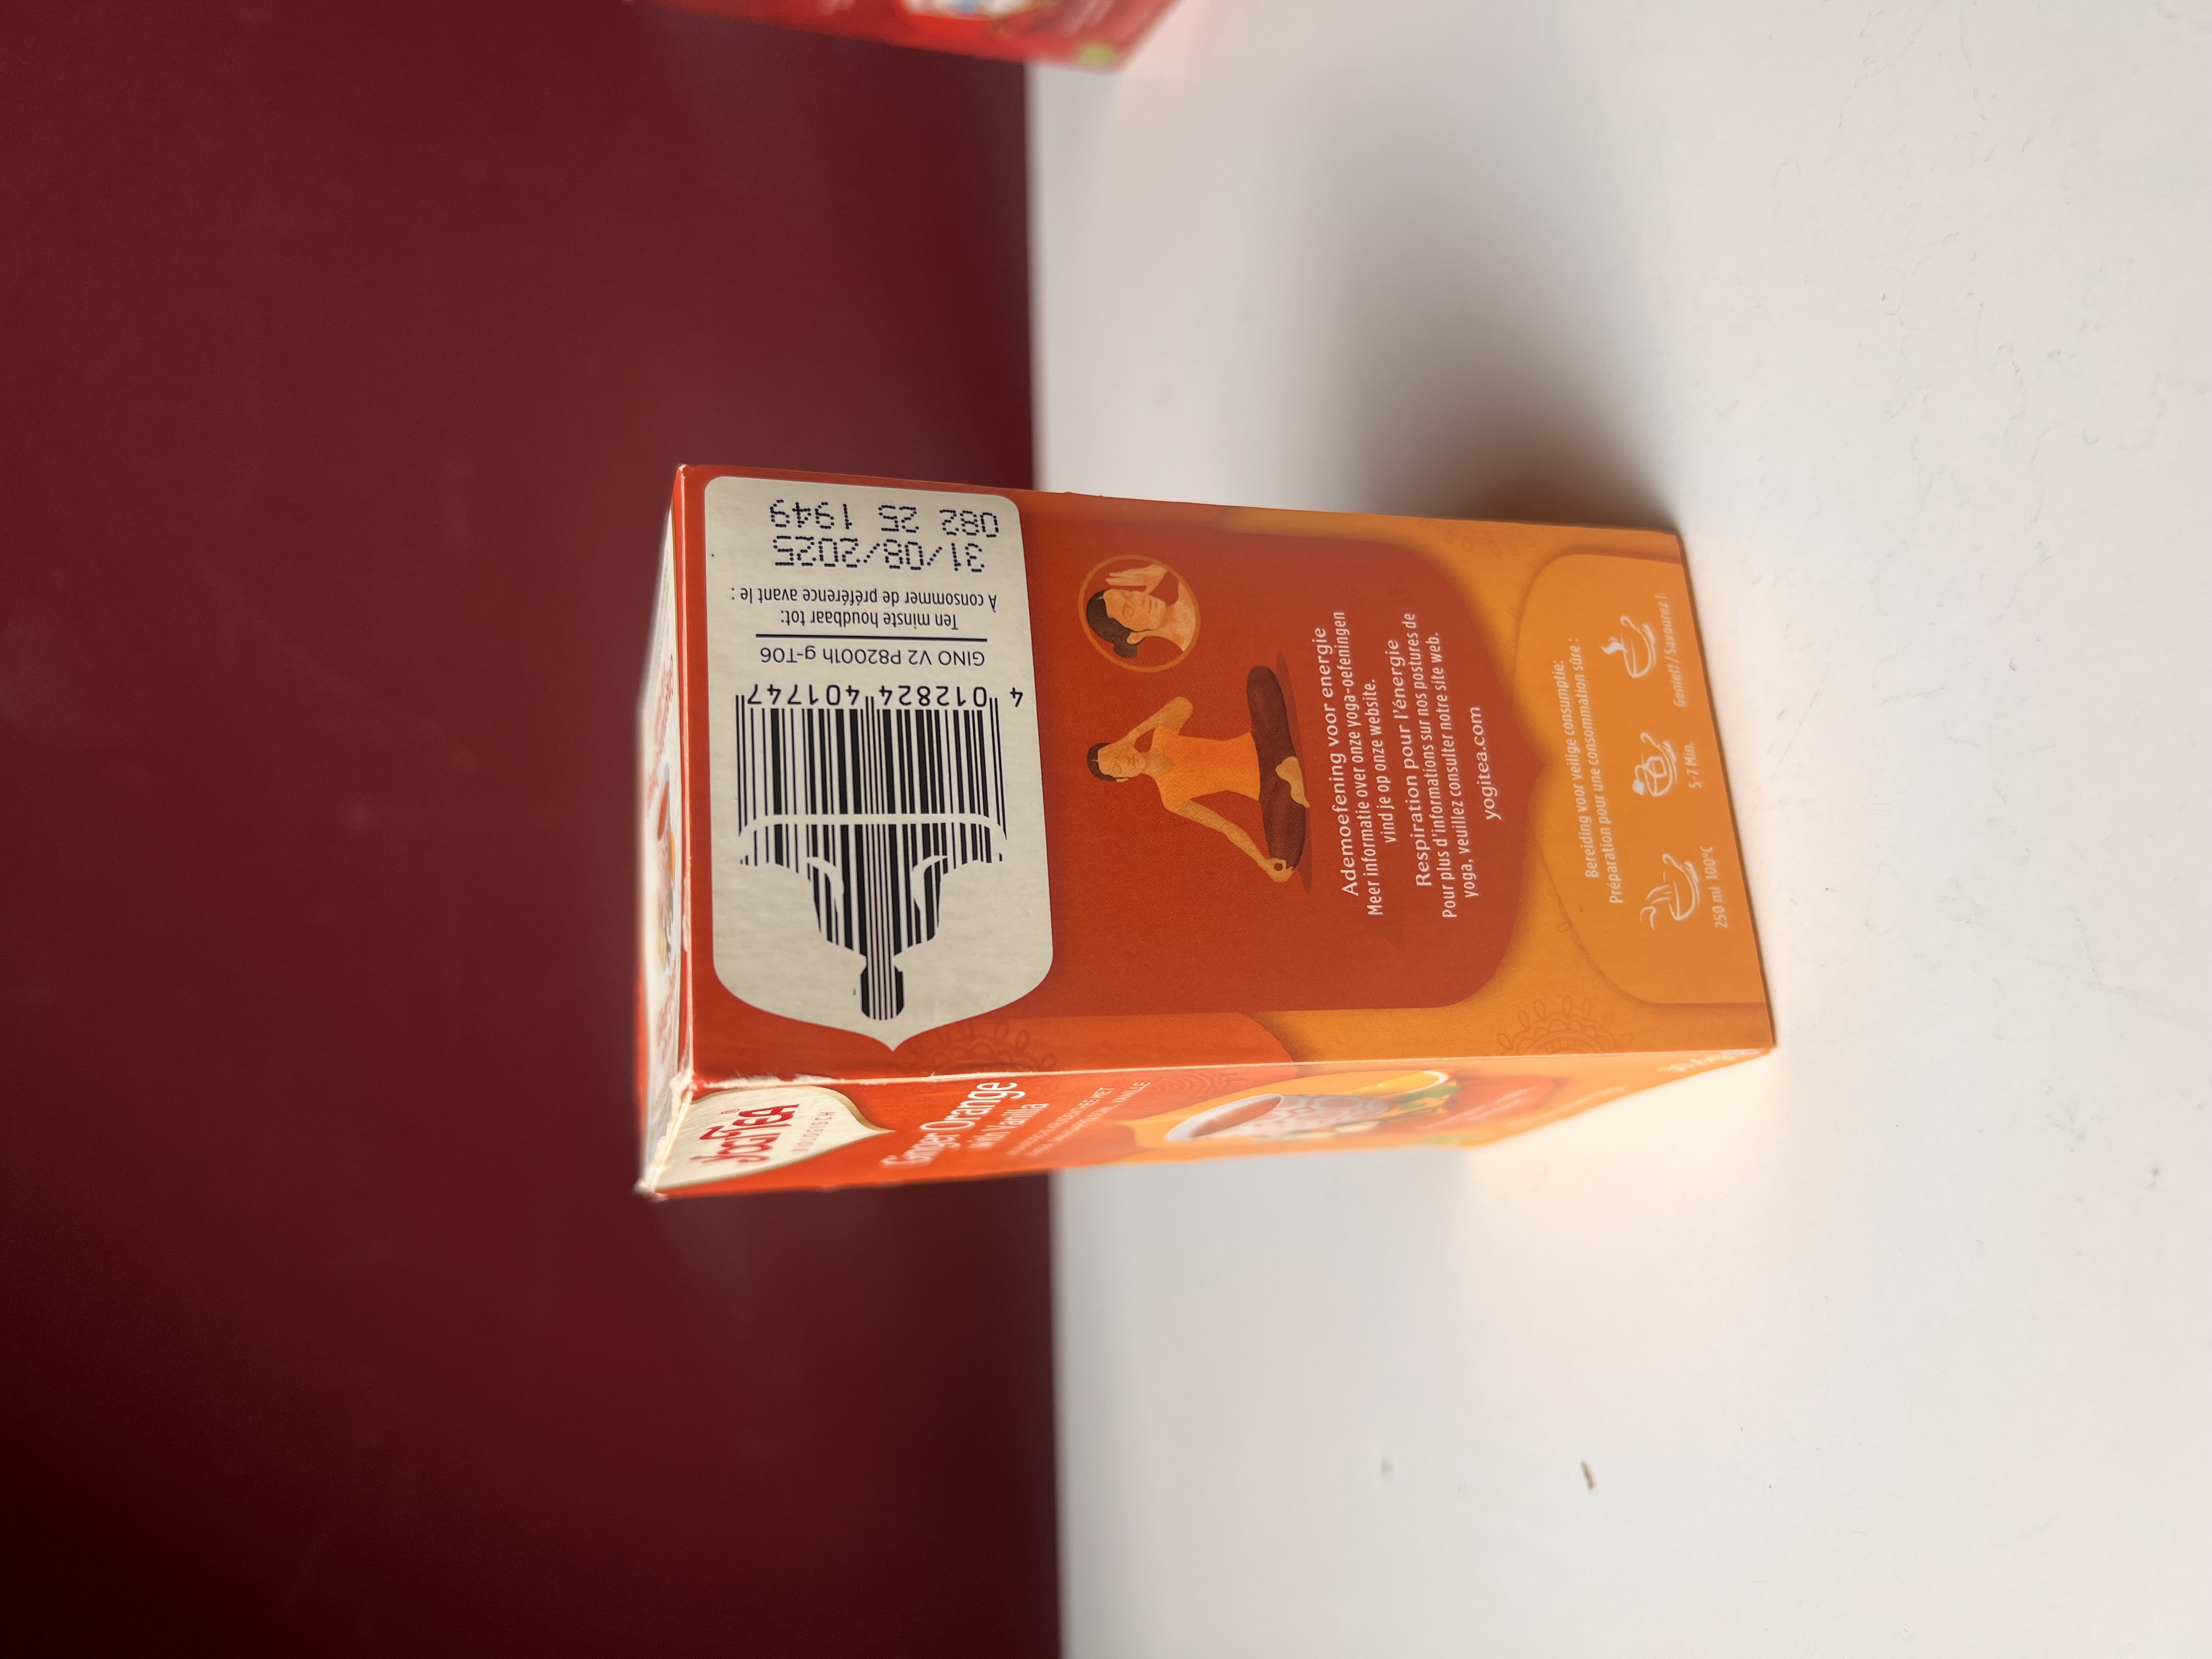 YogiTea
BIOLOGISCH
Ginger Orange
with Vanilla
4 012824 401747
GINO V2 P82001h g-T06
Ten minste houdbaar tot:
À consommer de préférence avant le :
31/08/2025
082 25 1949
Ademoefening voor energie
Meer informatie over onze yoga-oefeningen
vind je op onze website.
Respiration pour l'énergie
Pour plus d'informations sur nos postures de
yoga, veuillez consulter notre site web.
yogitea.com
Bereiding voor veilige consumptie:
Préparation pour une consommation sûre :
250 ml 100°C
5-7 Min.
Geniet! / Savourez !